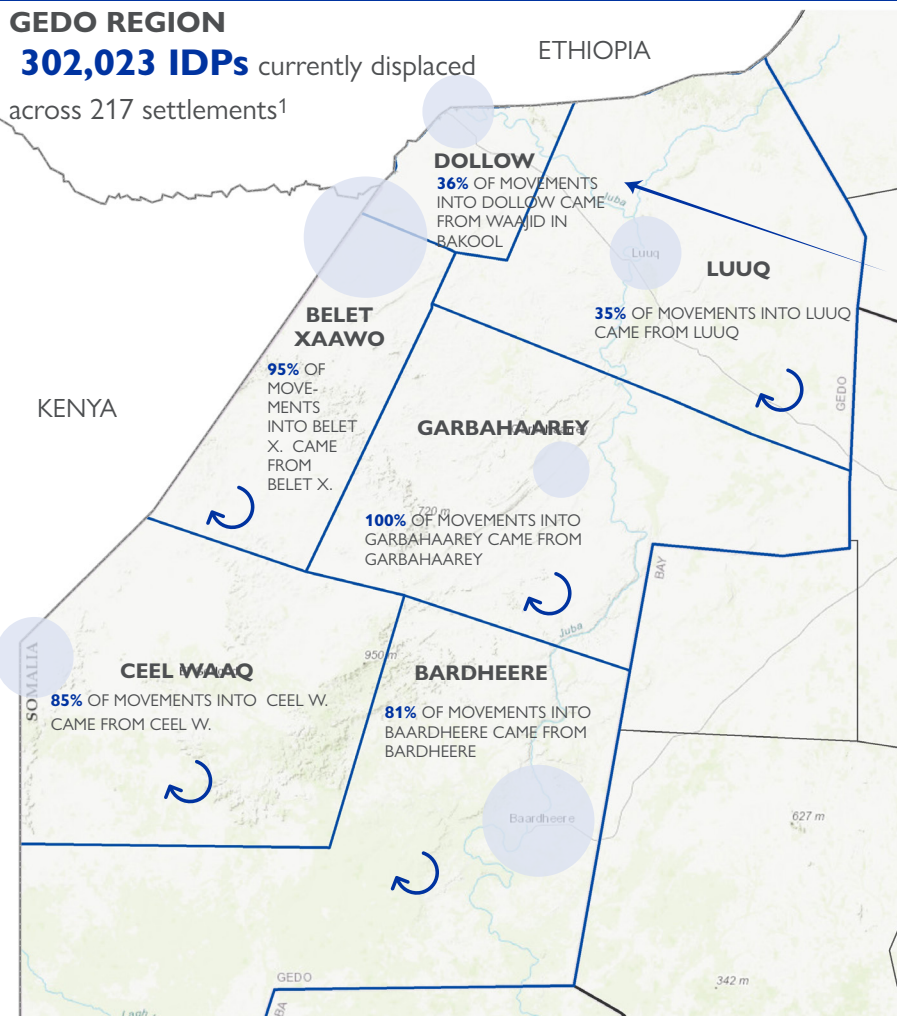 GEDO REGION
302,023 IDPs currently displaced
across 217 settlements¹
ETHIOPIA
DOLLOW
36% OF MOVEMENTS
INTO DOLLOW CAME
FROM WAAJID IN
BAKOOL
Juba
Luuq
LUUQ
35% OF MOVEMENTS INTO LUUQ
CAME FROM LUUQ
BELET
XAAWO
95% OF
MOVE-
MENTS
INTO BELET
X. CAME
FROM
BELET X.
KENYA
GEDO
GARBAHAAREY
720 m
100% OF MOVEMENTS INTO
GARBAHAAREY CAME FROM
GARBAHAAREY
BAY
Juba
950 m
SOMALIA
CEEL WAAQ
85% OF MOVEMENTS INTO CEEL W.
CAME FROM CEEL W.
BARDHEERE
81% OF MOVEMENTS INTO
BAARDHEERE CAME FROM
BARDHEERE
Baardheere
627 m
GEDO
342 m